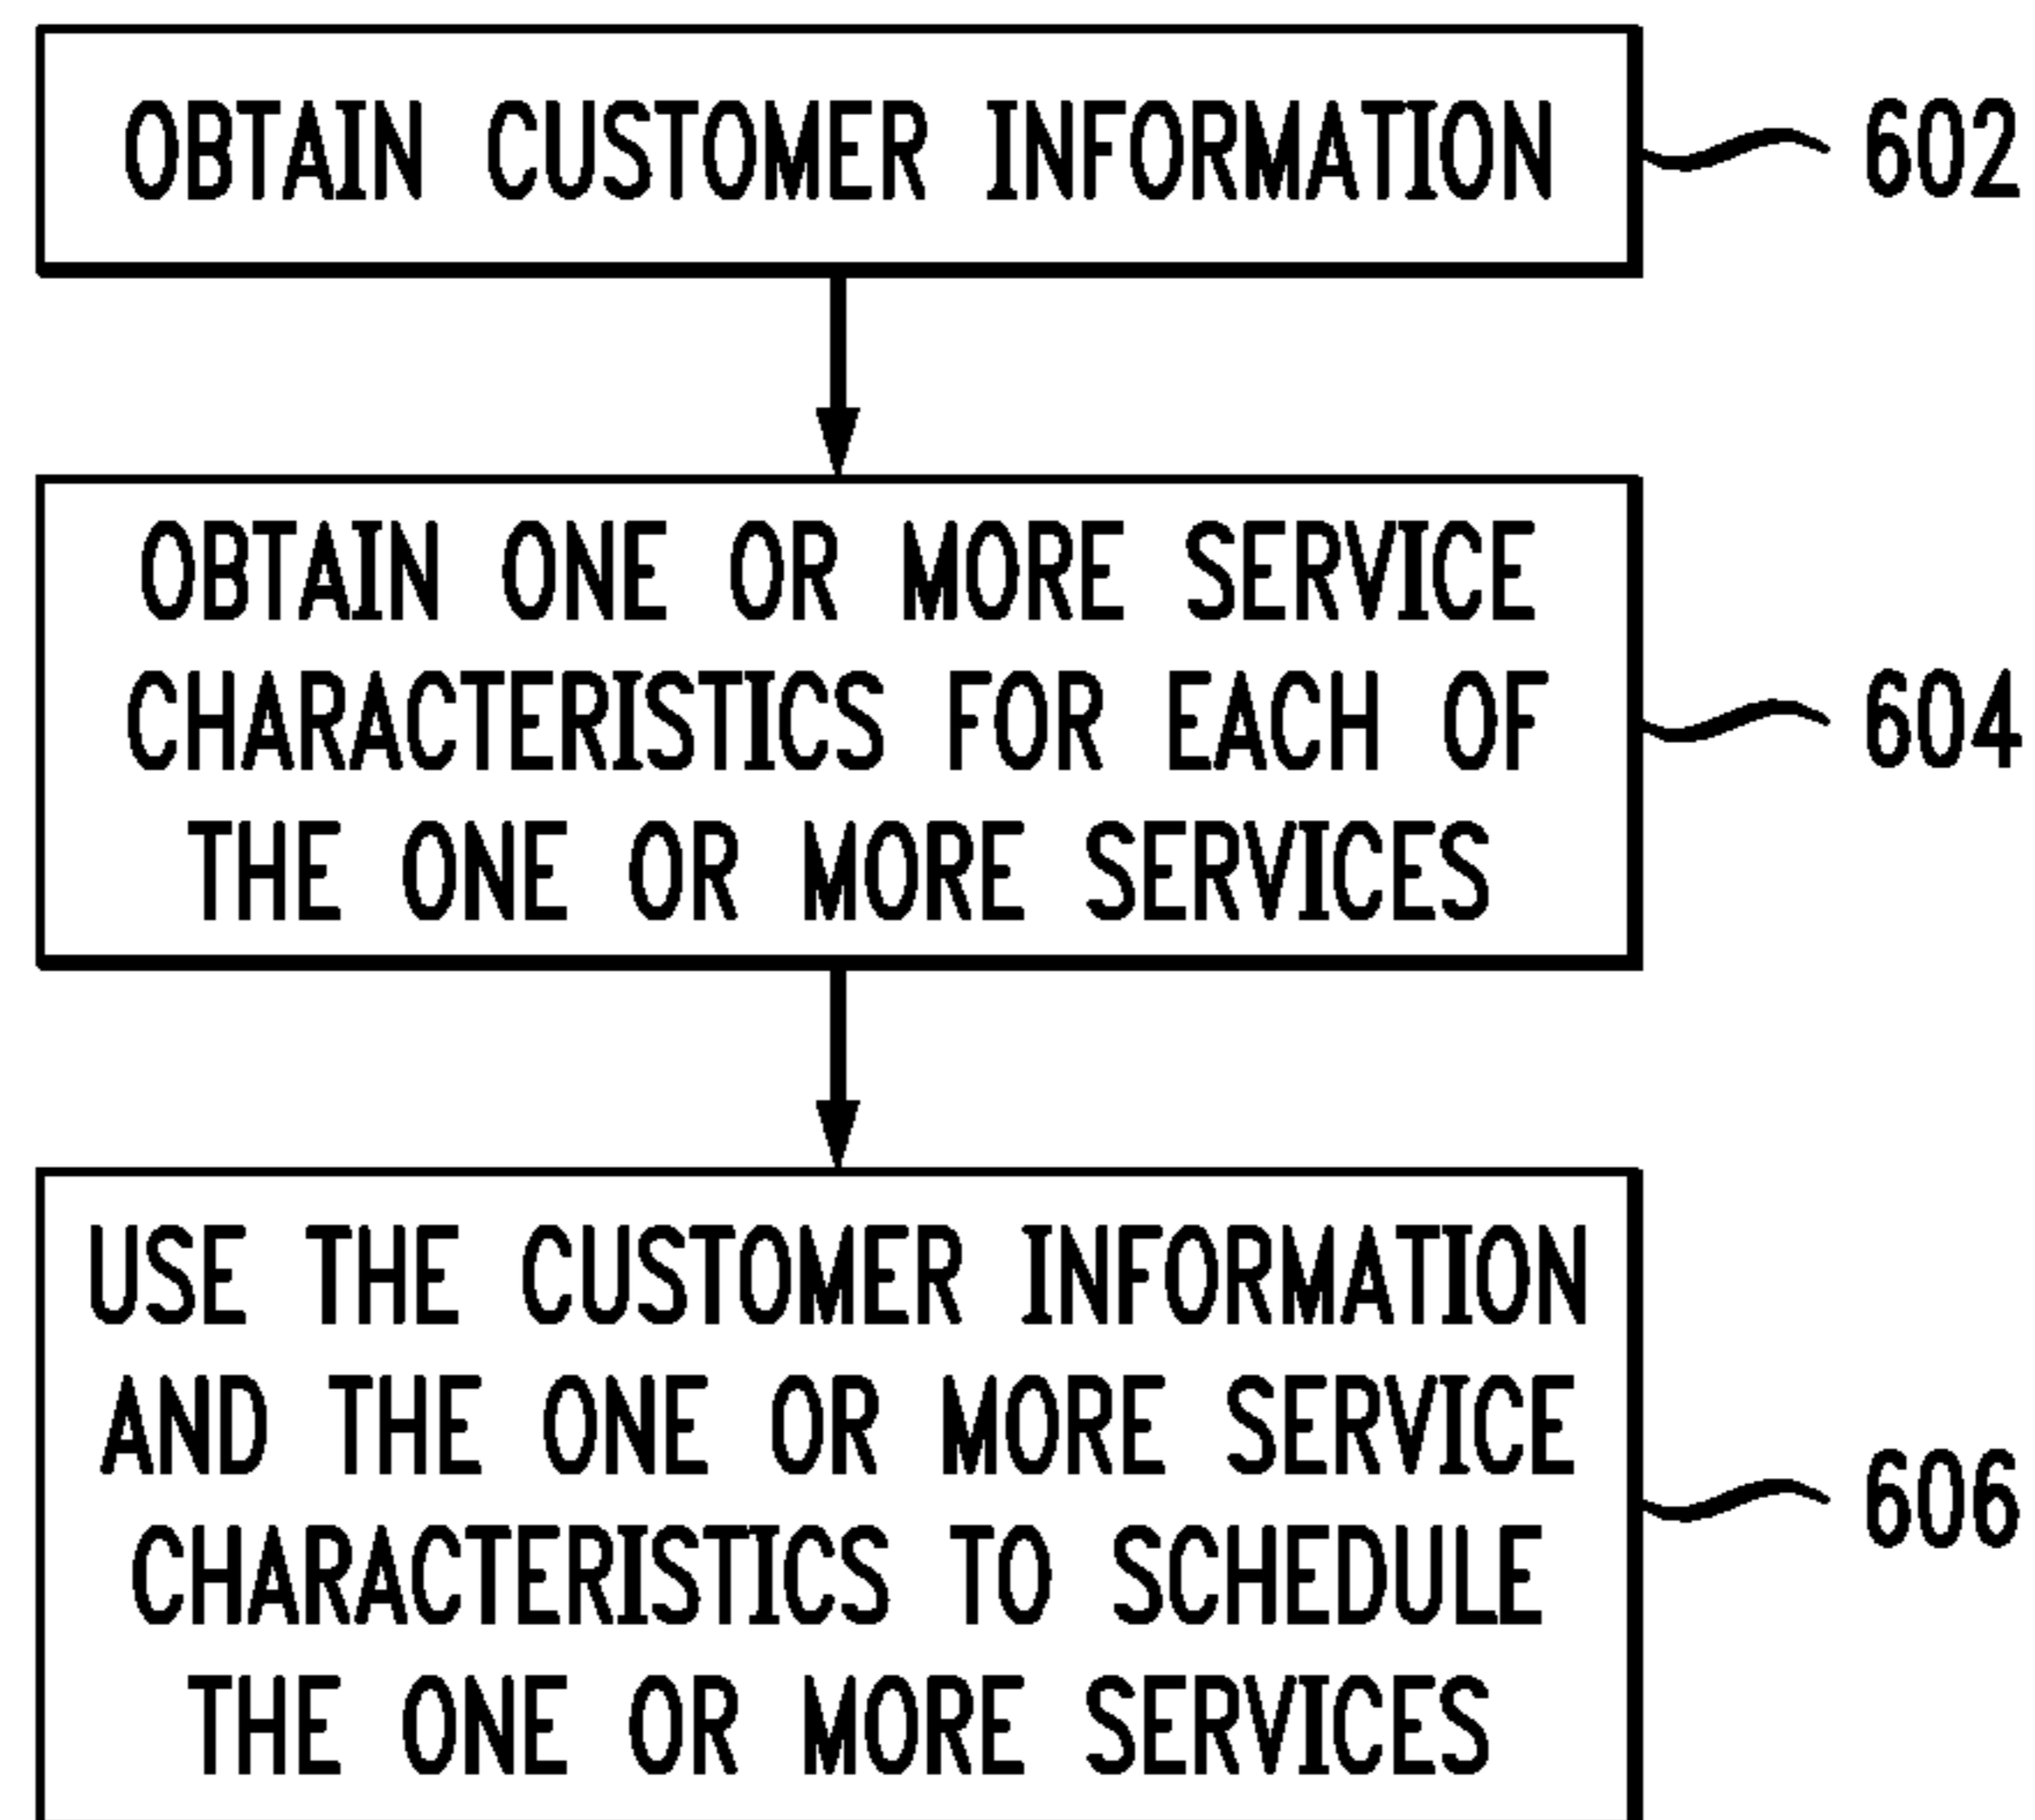 OBTAIN CUSTOMER INFORMATION
602
OBTAIN ONE OR MORE SERVICE
CHARACTERISTICS FOR EACH OF
THE ONE OR MORE SERVICES
604
USE THE CUSTOMER INFORMATION
AND THE ONE OR MORE SERVICE
CHARACTERISTICS TO SCHEDULE
THE ONE OR MORE SERVICES
606